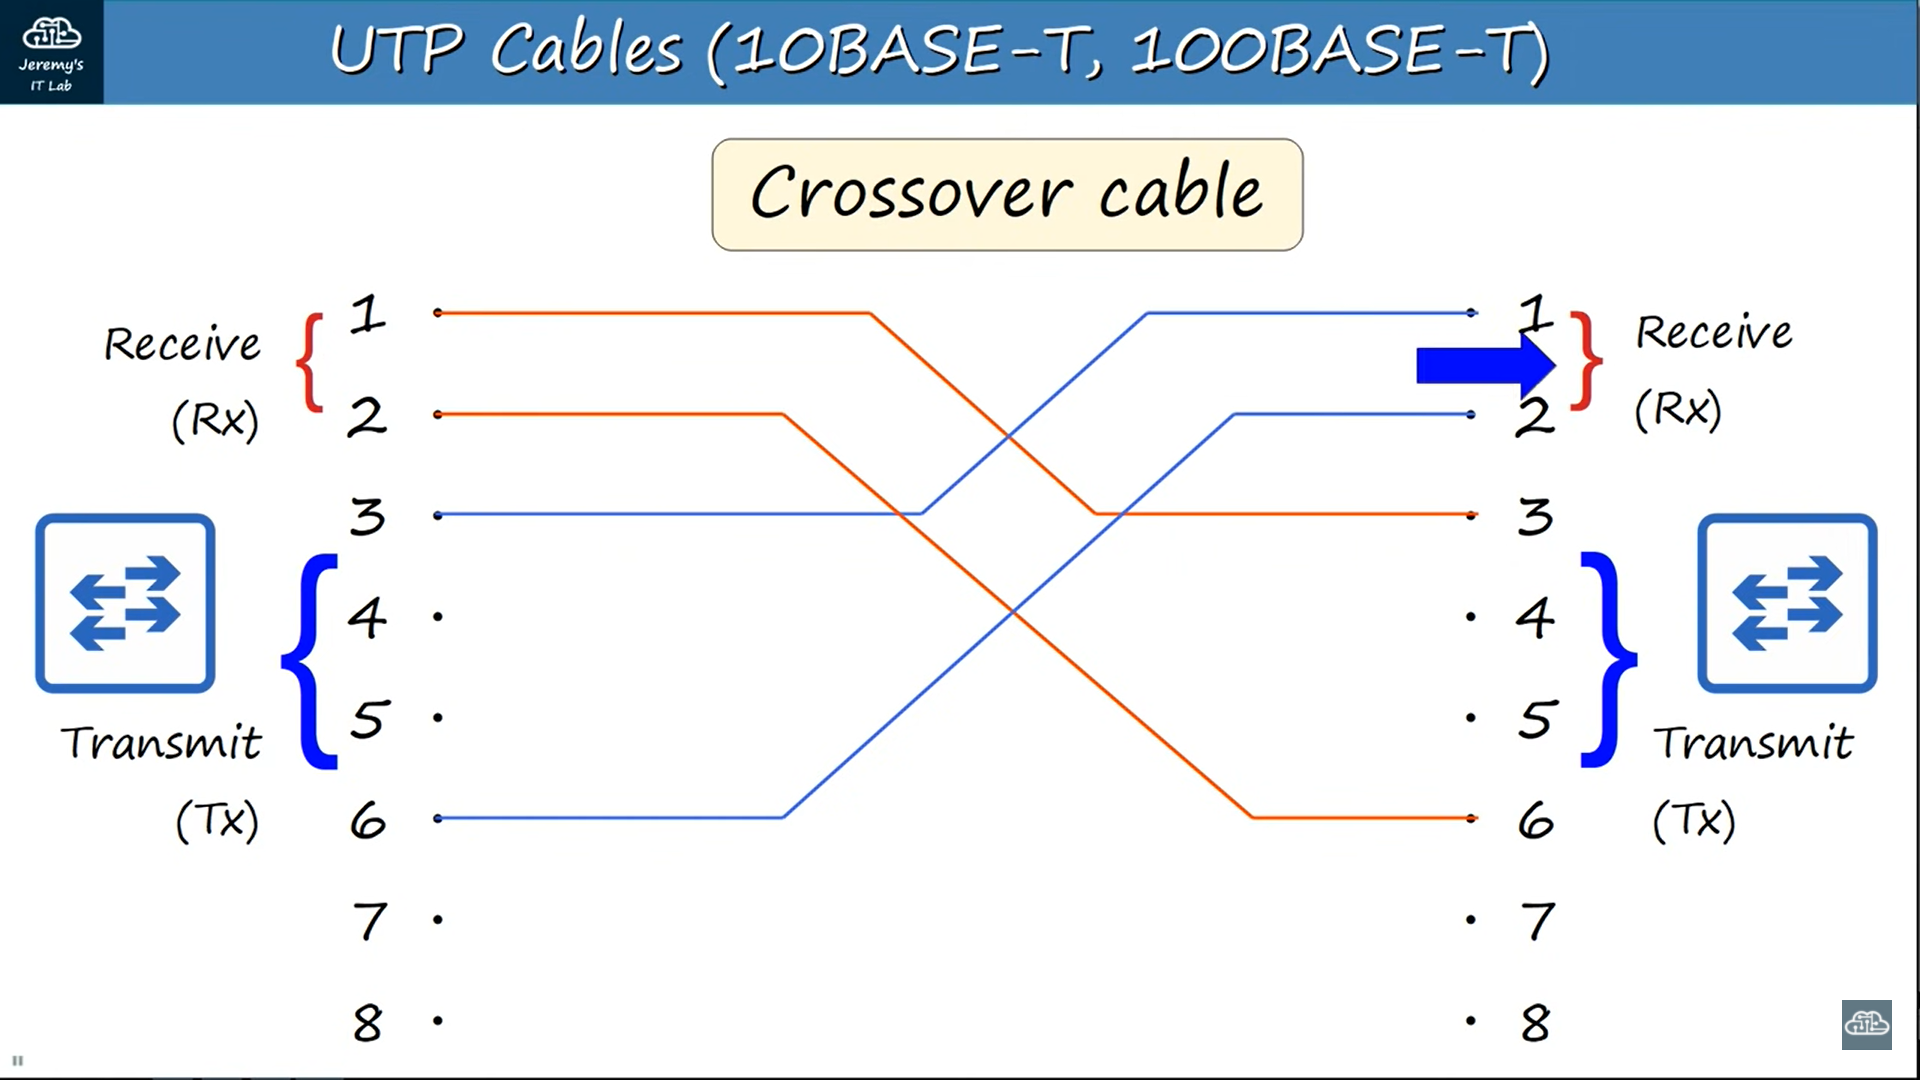 Jeremy's
IT Lab
UTP Cables (10BASE-T, 100BASE-T)
Crossover cable
Receive
(Rx)
Transmit
(Tx)
1
2
3
4
5
6
7
8
1
2
3
4
5
6
7
8
Receive
(Rx)
Transmit
(Tx)